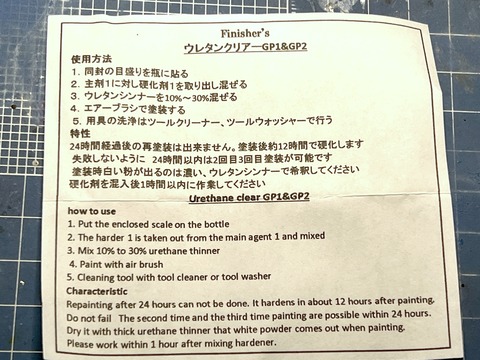 Finisher's
ウレタンクリアーGP1&GP2
使用方法
1. 同封の目盛りを瓶に貼る
2. 主剤1に対し硬化剤1を取り出し混ぜる
3. ウレタンシンナーを10%～30%混ぜる
4. エアーブラシで塗装する
5. 用具の洗浄はツールクリーナー、ツールウォッシャーで行う
特性
24時間経過後の再塗装は出来ません。塗装後約12時間で硬化します
失敗しないように 24時間以内は2回目3回目塗装が可能です
塗装時白い粉が出るのは濃い、ウレタンシンナーで希釈してください
硬化剤を混入後1時間以内に作業してください
Urethane clear GP1&GP2
how to use
1. Put the enclosed scale on the bottle
2. The harder 1 is taken out from the main agent 1 and mixed
3. Mix 10% to 30% urethane thinner
4. Paint with air brush
5. Cleaning tool with tool cleaner or tool washer
Characteristic
Repainting after 24 hours can not be done. It hardens in about 12 hours after painting.
Do not fail The second time and the third time painting are possible within 24 hours.
Dry it with thick urethane thinner that white powder comes out when painting.
Please work within 1 hour after mixing hardener.